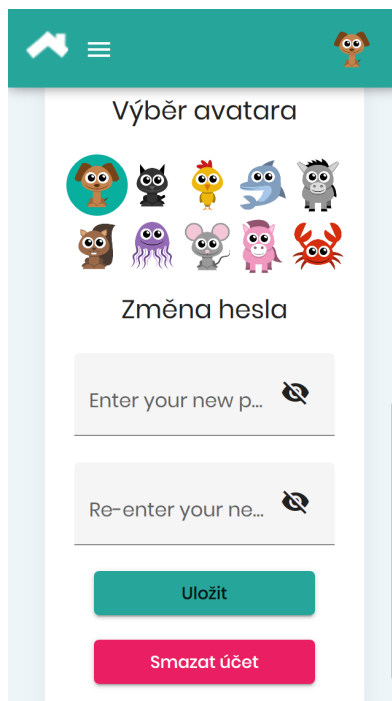 Výběr avatara
Změna hesla
Enter your new p...
Re-enter your ne...
Uložit
Smazat účet